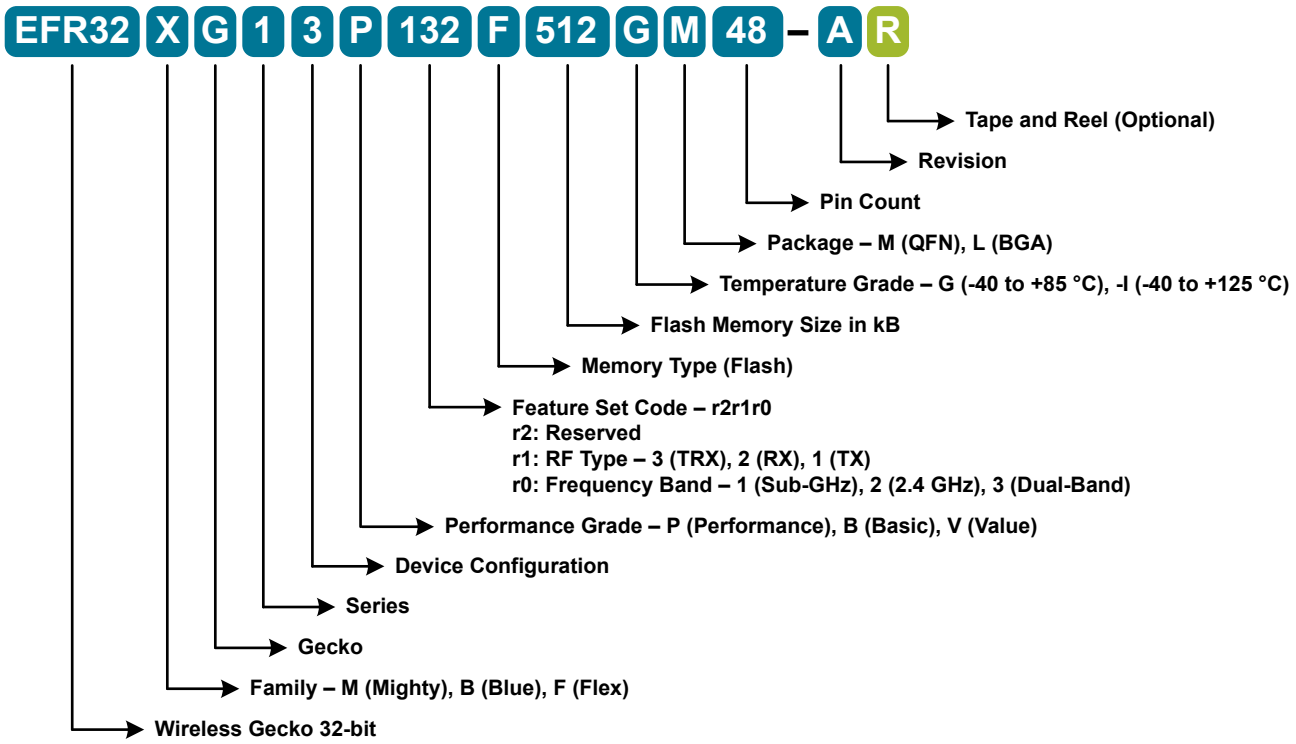 EFR32 X G 1 3 P 132 F 512 G M 48 – A R
Tape and Reel (Optional)
Revision
Pin Count
Package – M (QFN), L (BGA)
Temperature Grade – G (-40 to +85 °C), -I (-40 to +125 °C)
Flash Memory Size in kB
Memory Type (Flash)
Feature Set Code – r2r1r0
r2: Reserved
r1: RF Type – 3 (TRX), 2 (RX), 1 (TX)
r0: Frequency Band – 1 (Sub-GHz), 2 (2.4 GHz), 3 (Dual-Band)
Performance Grade – P (Performance), B (Basic), V (Value)
Device Configuration
Series
Gecko
Family – M (Mighty), B (Blue), F (Flex)
Wireless Gecko 32-bit